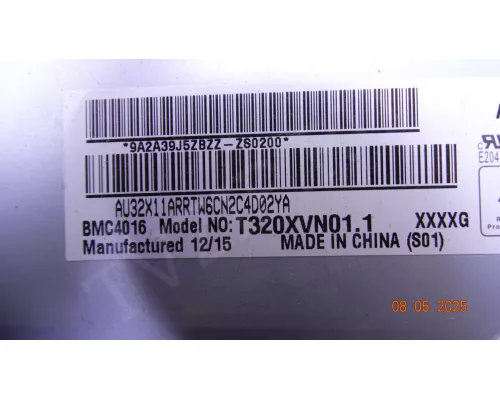 *9A2A39J5ZBZZ-ZS0200*
AU32X11ARRTW6CN2C4D02YA
BMC4016 Model NO: T320XVN01.1 XXXXG
Manufactured 12/15 MADE IN CHINA (S01)
E204
08 05 2025